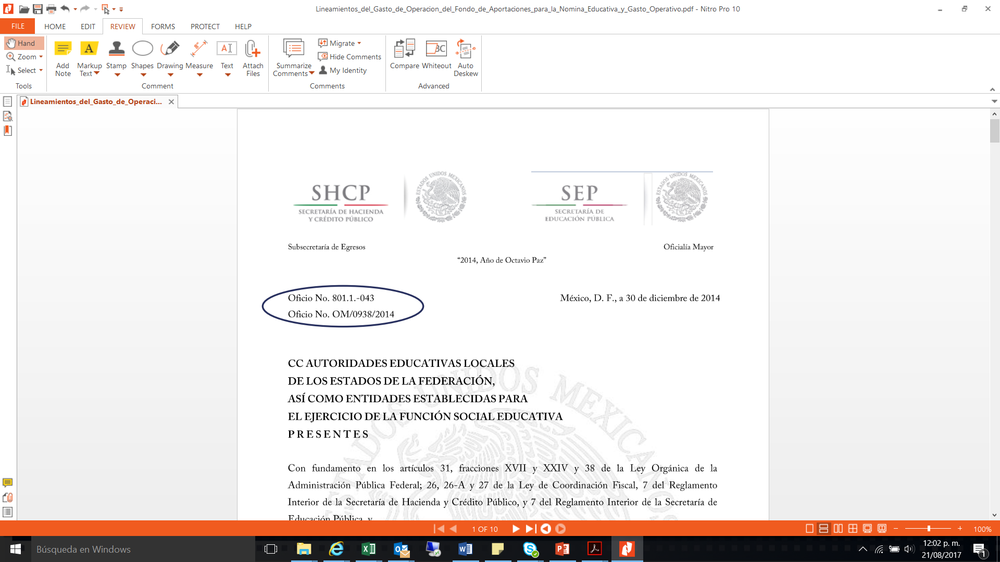 Lineamientos_del_Gasto_de_Operacion_del_Fondo_de_Aportaciones_para_la_Nomina_Educativa_y_Gasto_Operativo.pdf - Nitro Pro 10
FILE HOME EDIT REVIEW FORMS PROTECT HELP
Hand
Zoom
Select
Tools
Add Note
Markup Text
Stamp
Shapes
Drawing
Measure
Text
Attach Files
Comment
Summarize Comments
Migrate
Hide Comments
My Identity
Comments
Compare
Whiteout
Auto Deskew
Advanced
Lineamientos_del_Gasto_de_Operaci...
SHCP
SECRETARÍA DE HACIENDA
Y CRÉDITO PÚBLICO
ESTADOS UNIDOS MEXICANOS
SEP
SECRETARÍA DE
EDUCACIÓN PÚBLICA
ESTADOS UNIDOS MEXICANOS
Subsecretaría de Egresos
Oficialía Mayor
“2014, Año de Octavio Paz”
Oficio No. 801.1.-043
México, D. F., a 30 de diciembre de 2014
Oficio No. OM/0938/2014
CC AUTORIDADES EDUCATIVAS LOCALES
DE LOS ESTADOS DE LA FEDERACIÓN,
ASÍ COMO ENTIDADES ESTABLECIDAS PARA
EL EJERCICIO DE LA FUNCIÓN SOCIAL EDUCATIVA
P R E S E N T E S
Con fundamento en los artículos 31, fracciones XVII y XXIV y 38 de la Ley Orgánica de la
Administración Pública Federal; 26, 26-A y 27 de la Ley de Coordinación Fiscal, 7 del Reglamento
Interior de la Secretaría de Hacienda y Crédito Público, y 7 del Reglamento Interior de la Secretaría de
Educación Pública, y
1 OF 10
100%
Búsqueda en Windows
12:02 p. m.
21/08/2017
1